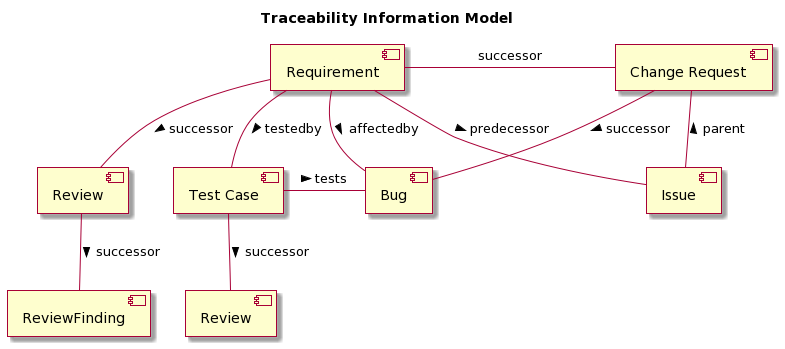 Traceability Information Model
Requirement
successor
Change Request
successor
testedby
affectedby
predecessor
successor
parent
Review
Test Case
tests
Bug
Issue
successor
successor
ReviewFinding
Review